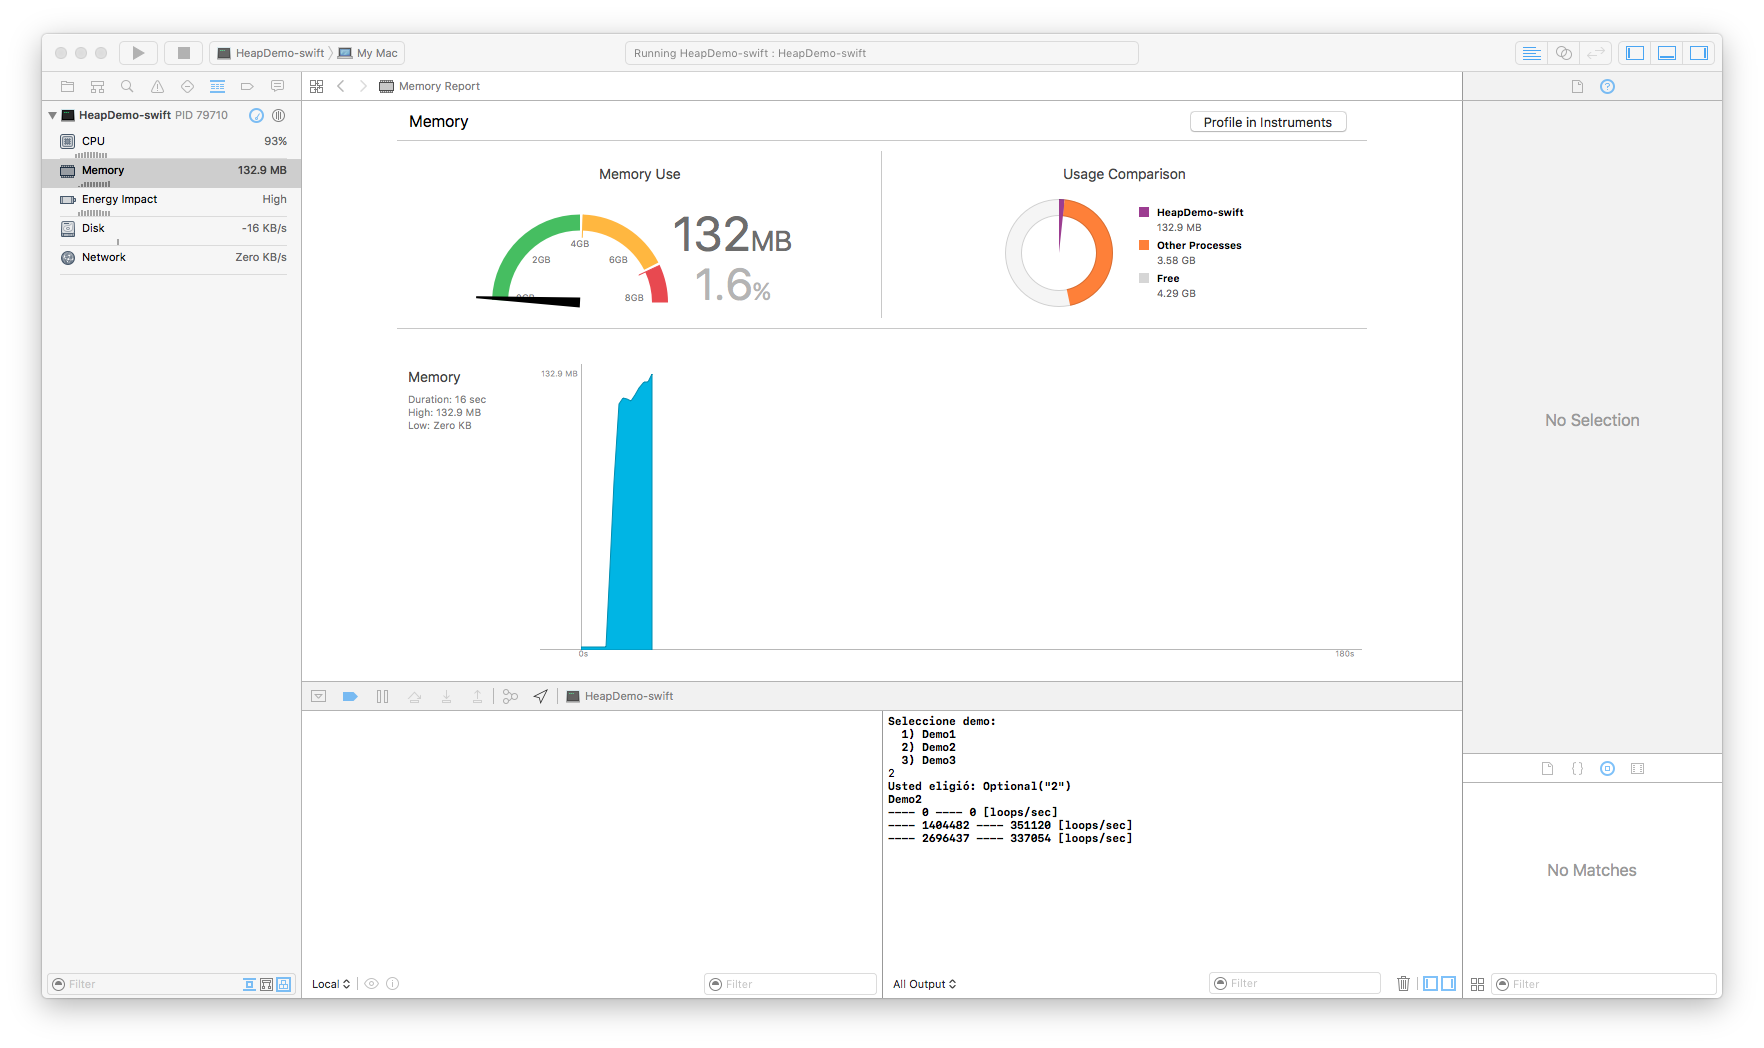 HeapDemo-swift 〉 My Mac
Running HeapDemo-swift : HeapDemo-swift
Memory Report
HeapDemo-swift PID 79710
CPU 93%
Memory 132.9 MB
Energy Impact High
Disk -16 KB/s
Network Zero KB/s
Memory
Profile in Instruments
Memory Use
0GB
2GB
4GB
6GB
8GB
132MB
1.6%
Usage Comparison
HeapDemo-swift
132.9 MB
Other Processes
3.58 GB
Free
4.29 GB
Memory
Duration: 16 sec
High: 132.9 MB
Low: Zero KB
132.9 MB
0s
180s
HeapDemo-swift
Seleccione demo:
1) Demo1
2) Demo2
3) Demo3
2
Usted eligió: Optional("2")
Demo2
---- 0 ---- 0 [loops/sec]
---- 1404482 ---- 351120 [loops/sec]
---- 2696437 ---- 337054 [loops/sec]
No Selection
No Matches
Filter
Local
Filter
All Output
Filter
Filter